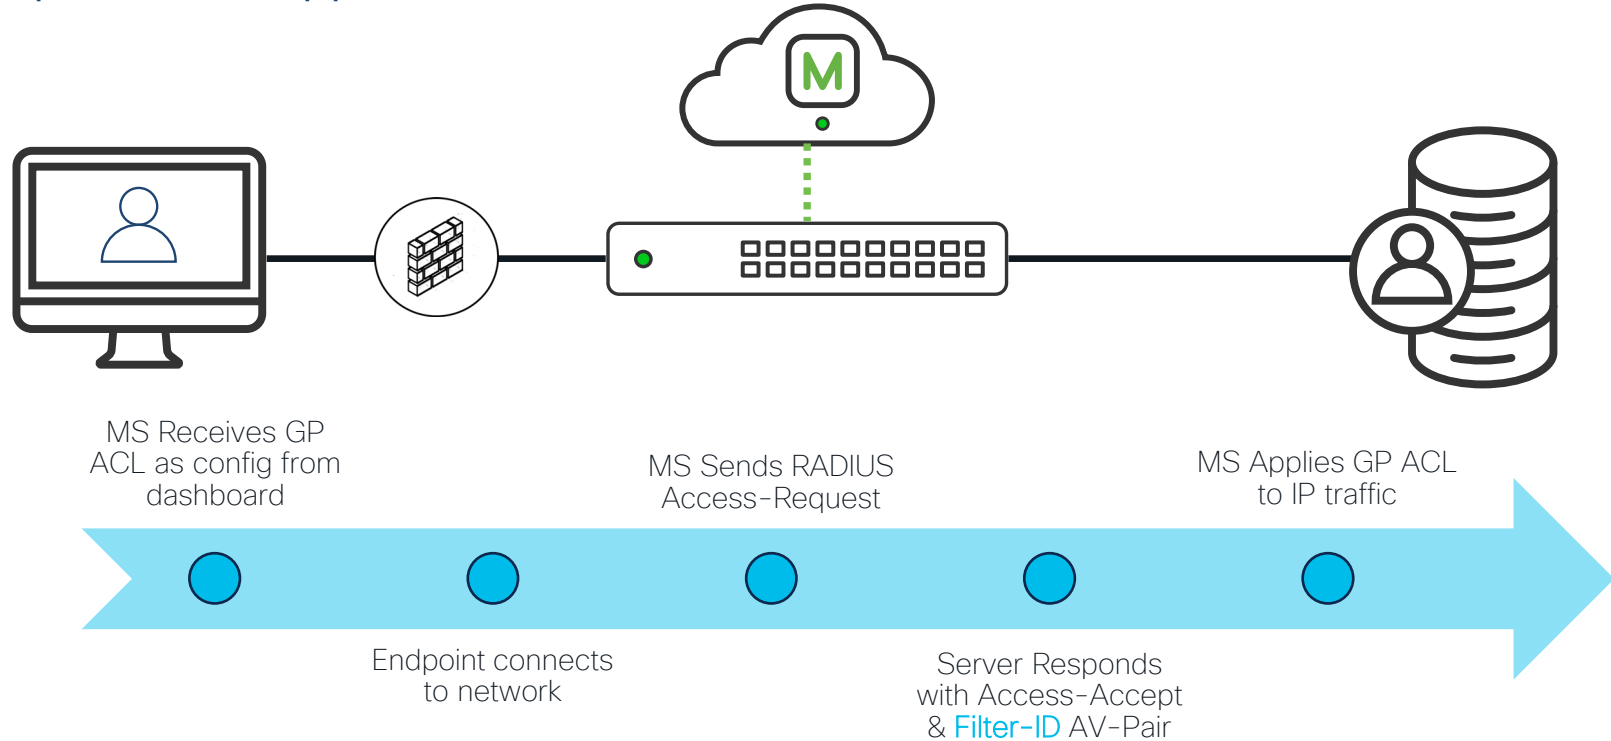 M
MS Receives GP
ACL as config from
dashboard
Endpoint connects
to network
MS Sends RADIUS
Access-Request
Server Responds
with Access-Accept
& Filter-ID AV-Pair
MS Applies GP ACL
to IP traffic